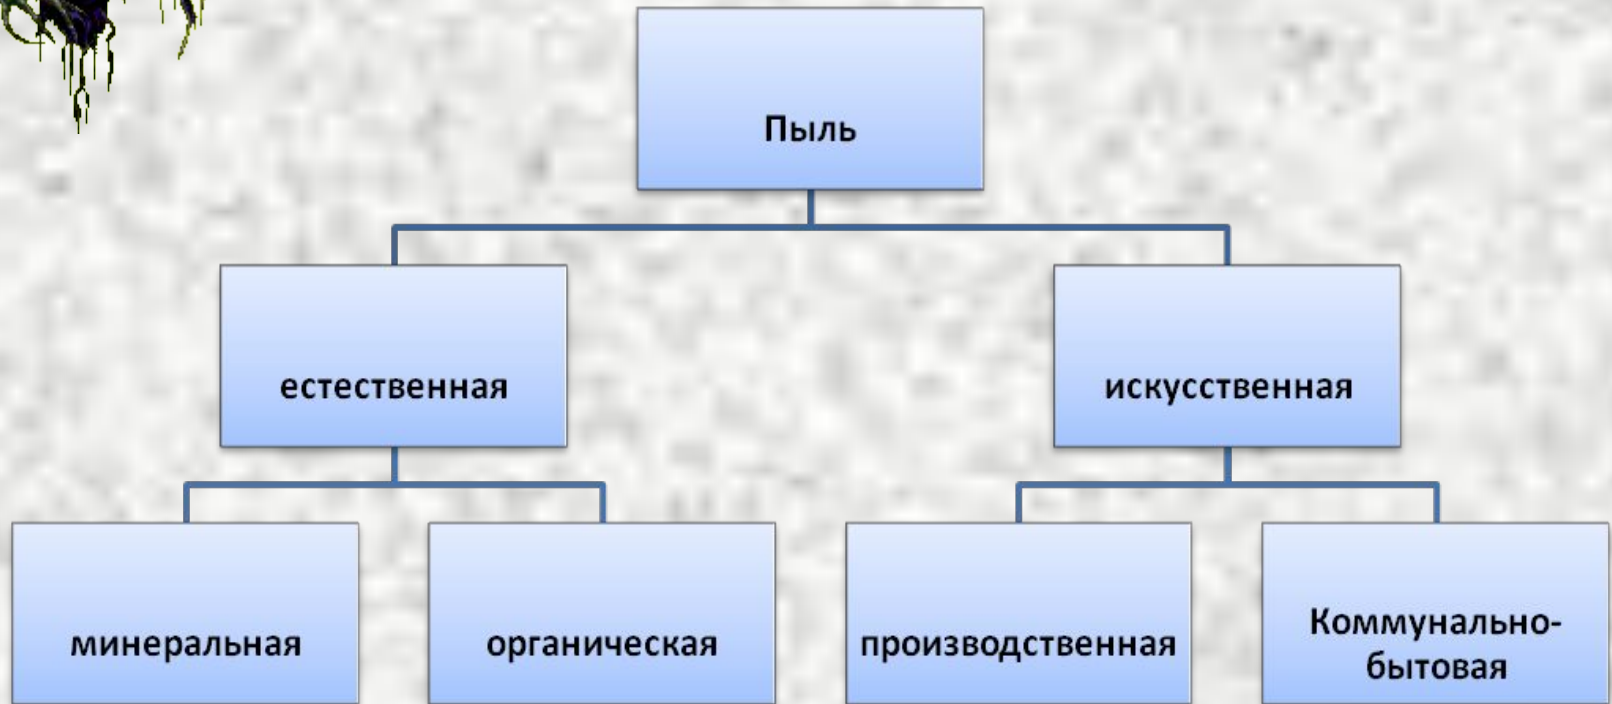 Пыль
естественная
искусственная
минеральная
органическая
производственная
Коммунально-
бытовая